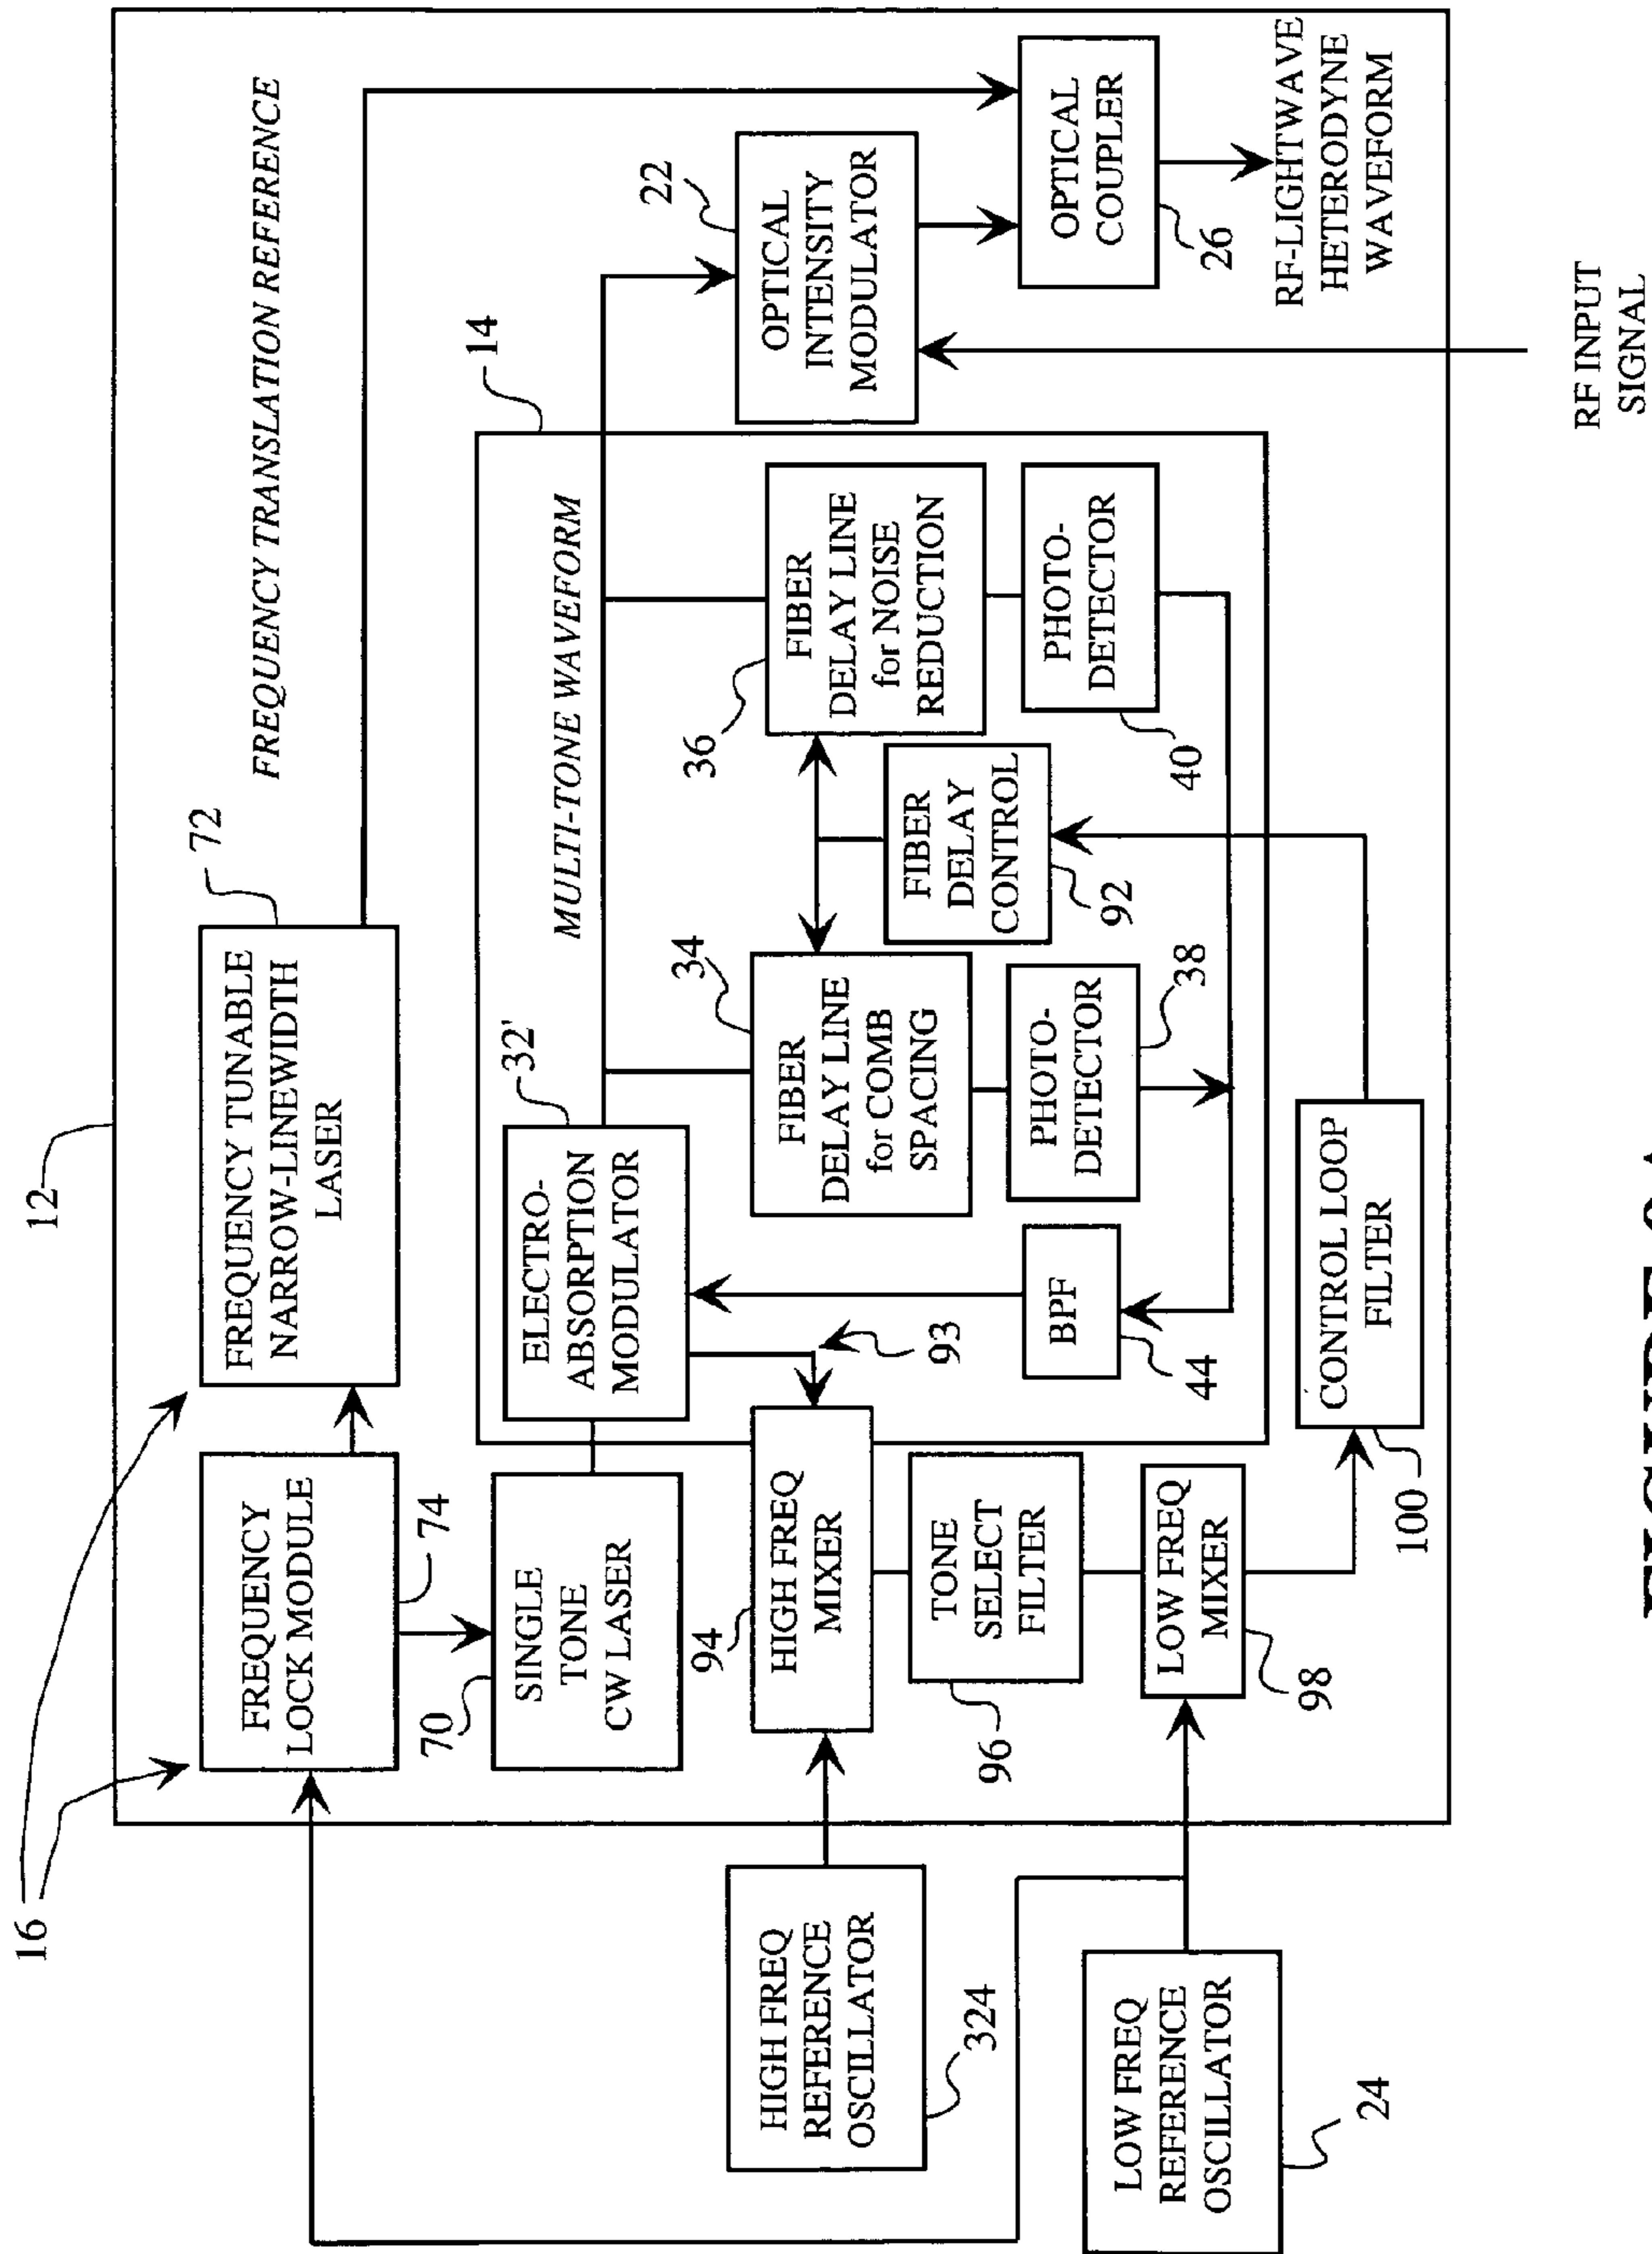 16
12
FREQUENCY
LOCK MODULE
74
FREQUENCY TUNABLE
NARROW-LINEWIDTH
LASER
72
FREQUENCY TRANSLATION REFERENCE
70
SINGLE
TONE
CW LASER
32'
ELECTRO-
ABSORPTION
MODULATOR
MULTI-TONE WAVEFORM
14
22
OPTICAL
INTENSITY
MODULATOR
34
FIBER
DELAY LINE
for COMB
SPACING
36
FIBER
DELAY LINE
for NOISE
REDUCTION
HIGH FREQ
REFERENCE
OSCILLATOR
324
94
HIGH FREQ
MIXER
93
FIBER
DELAY
CONTROL
92
TONE
SELECT
FILTER
96
BPF
44
PHOTO-
DETECTOR
38
PHOTO-
DETECTOR
40
OPTICAL
COUPLER
26
LOW FREQ
REFERENCE
OSCILLATOR
24
LOW FREQ
MIXER
98
CONTROL LOOP
FILTER
100
RF-LIGHTWAVE
HETERODYNE
WAVEFORM
RF INPUT
SIGNAL